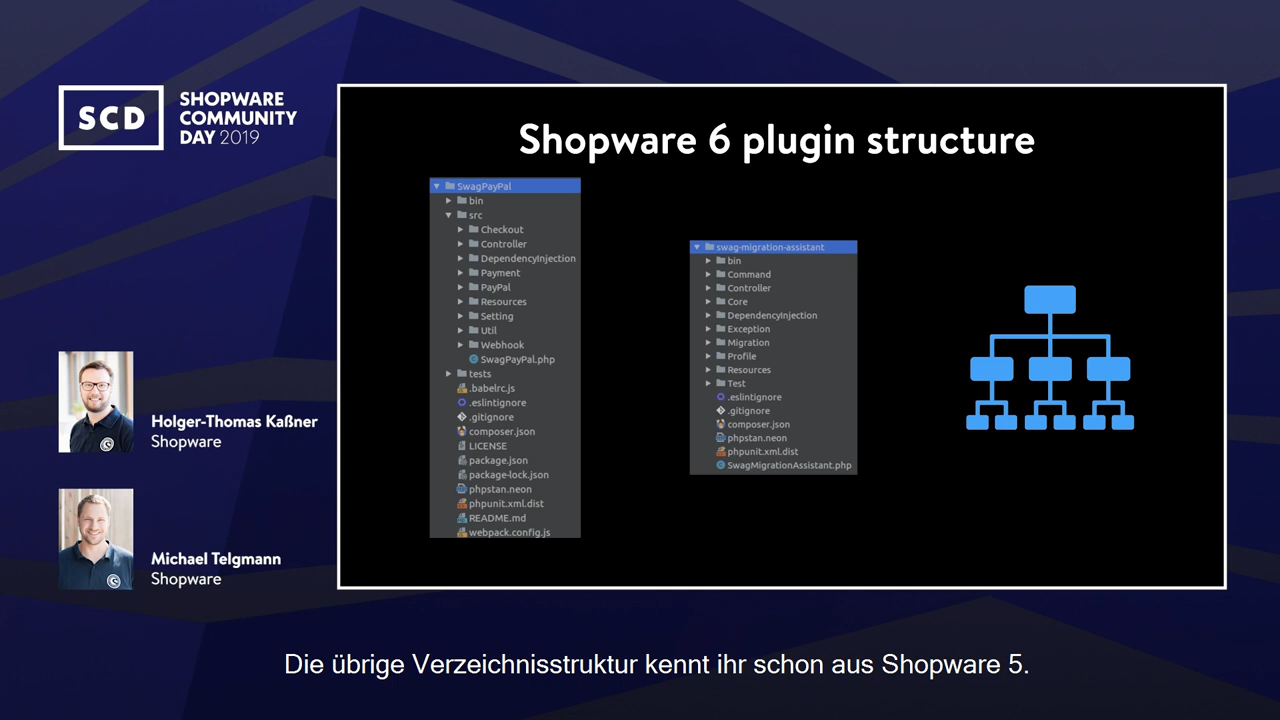 SCD
SHOPWARE
COMMUNITY
DAY 2019
Shopware 6 plugin structure
SwagPayPal
bin
src
Checkout
Controller
DependencyInjection
Payment
PayPal
Resources
Setting
Util
Webhook
SwagPayPal.php
tests
.babelrc.js
.eslintignore
.gitignore
composer.json
LICENSE
package.json
package-lock.json
phpstan.neon
phpunit.xml.dist
README.md
webpack.config.js
swag-migration-assistant
bin
Command
Controller
Core
DependencyInjection
Exception
Migration
Profile
Resources
Test
.eslintignore
.gitignore
composer.json
phpstan.neon
phpunit.xml.dist
SwagMigrationAssistant.php
Holger-Thomas Kaßner
Shopware
Michael Telgmann
Shopware
Die übrige Verzeichnisstruktur kennt ihr schon aus Shopware 5.